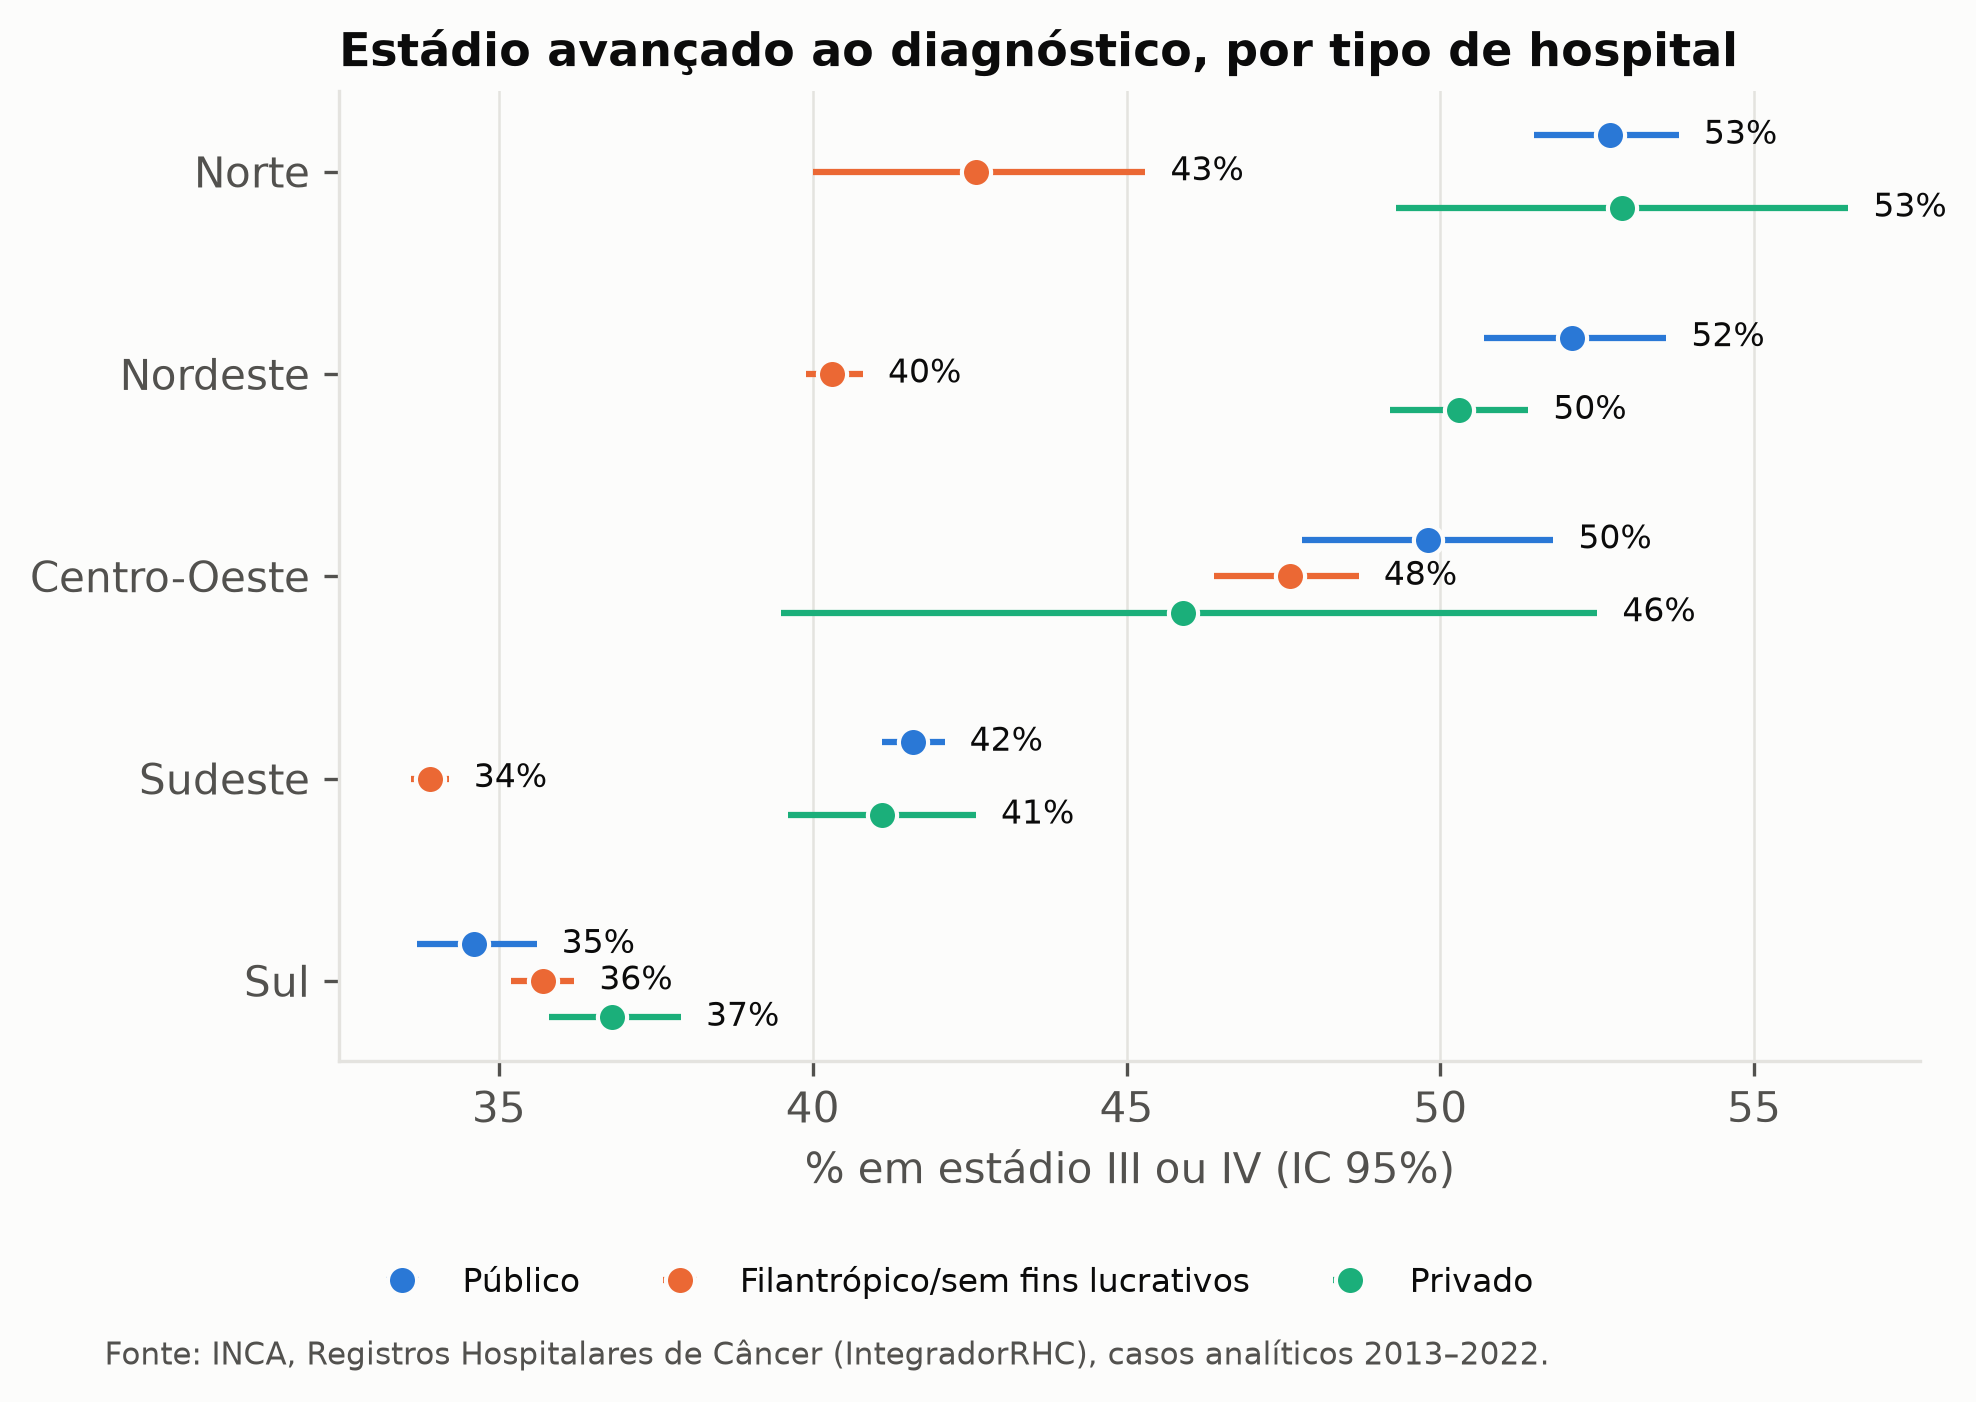 Estádio avançado ao diagnóstico, por tipo de hospital
53%
Norte
43%
53%
52%
Nordeste
40%
50%
50%
Centro-Oeste
48%
46%
42%
Sudeste
34%
41%
35%
Sul
36%
37%
35 40 45 50 55
% em estádio III ou IV (IC 95%)
Público Filantrópico/sem fins lucrativos Privado
Fonte: INCA, Registros Hospitalares de Câncer (IntegradorRHC), casos analíticos 2013–2022.